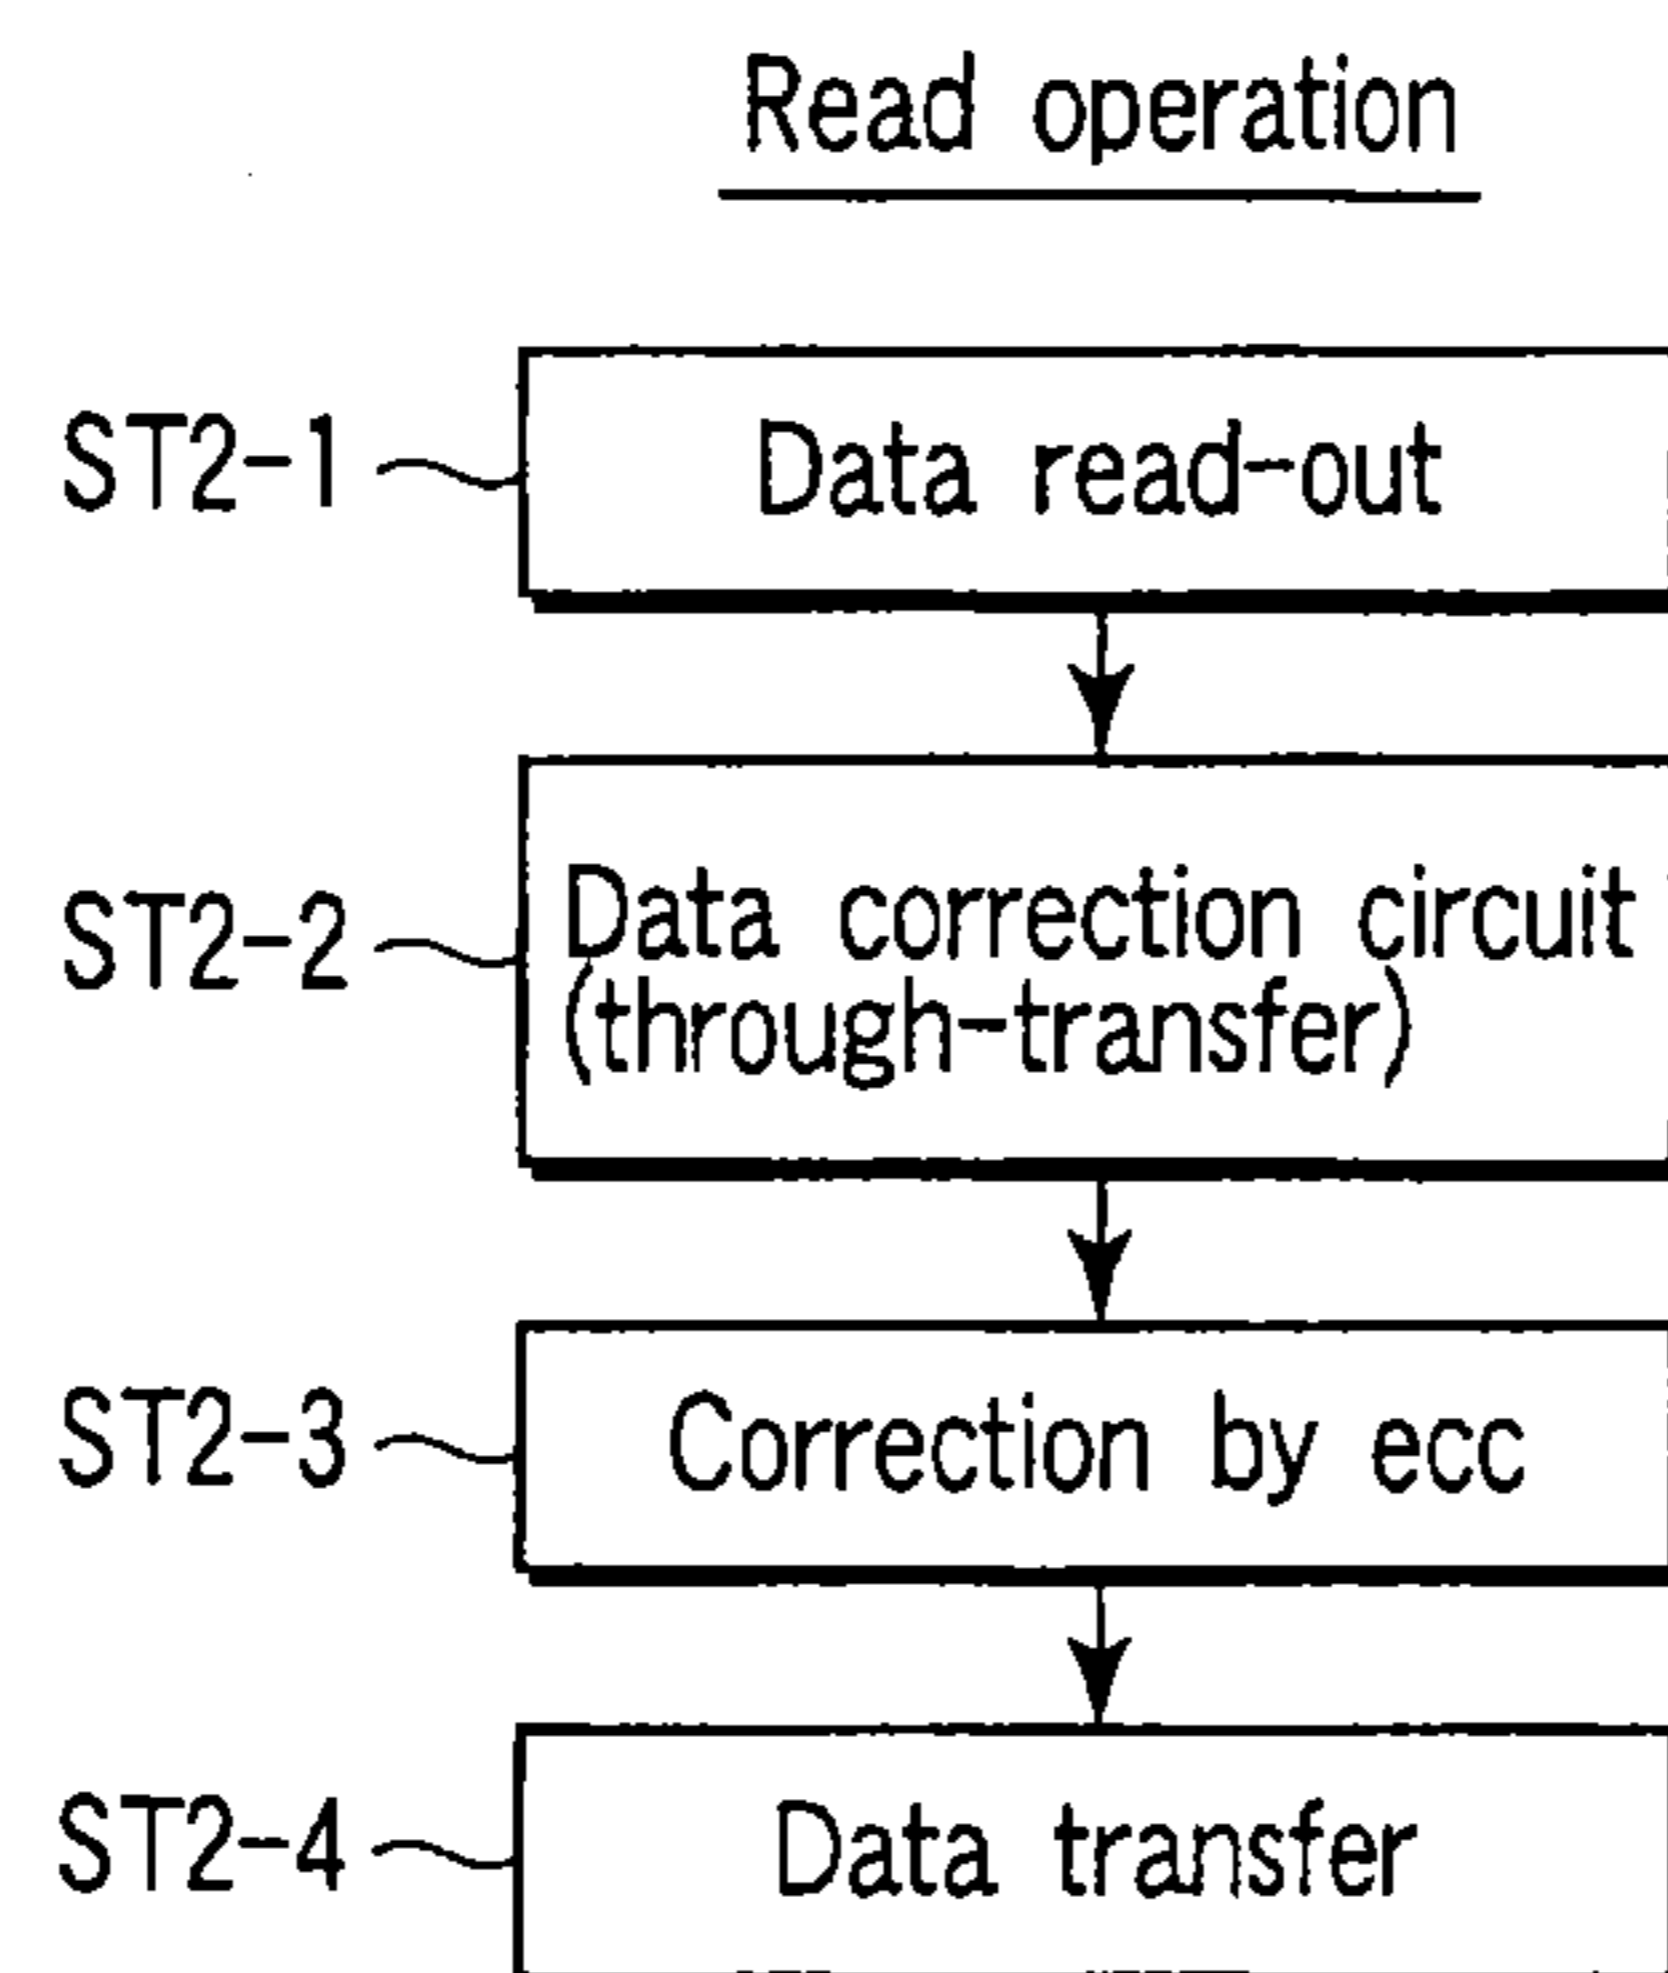 Read operation
ST2-1
Data read-out
ST2-2
Data correction circuit
(through-transfer)
ST2-3
Correction by ecc
ST2-4
Data transfer